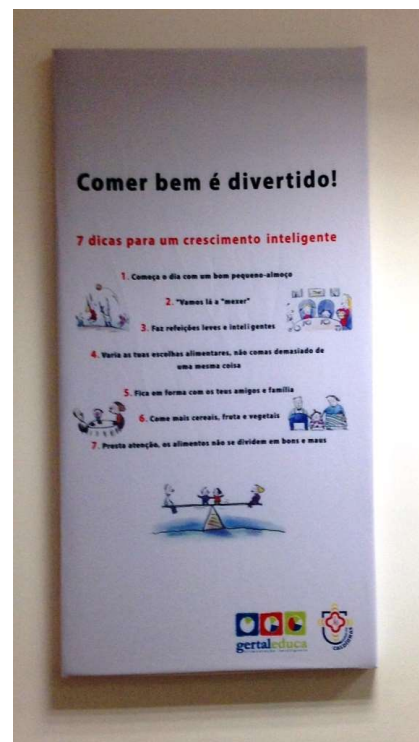 Comer bem é divertido!
7 dicas para um crescimento inteligente
1. Começa o dia com um bom pequeno-almoço
2. "Vamos lá a "mexer"
3. Faz refeições leves e inteligentes
4. Varia as tuas escolhas alimentares, não comas demasiado de
uma mesma coisa
5. Fica em forma com os teus amigos e família
6. Come mais cereais, fruta e vegetais
7. Presta atenção, os alimentos não se dividem em bons e maus
gertaleduca